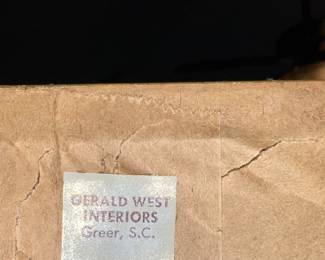 GERALD WEST
INTERIORS
Greer, S.C.